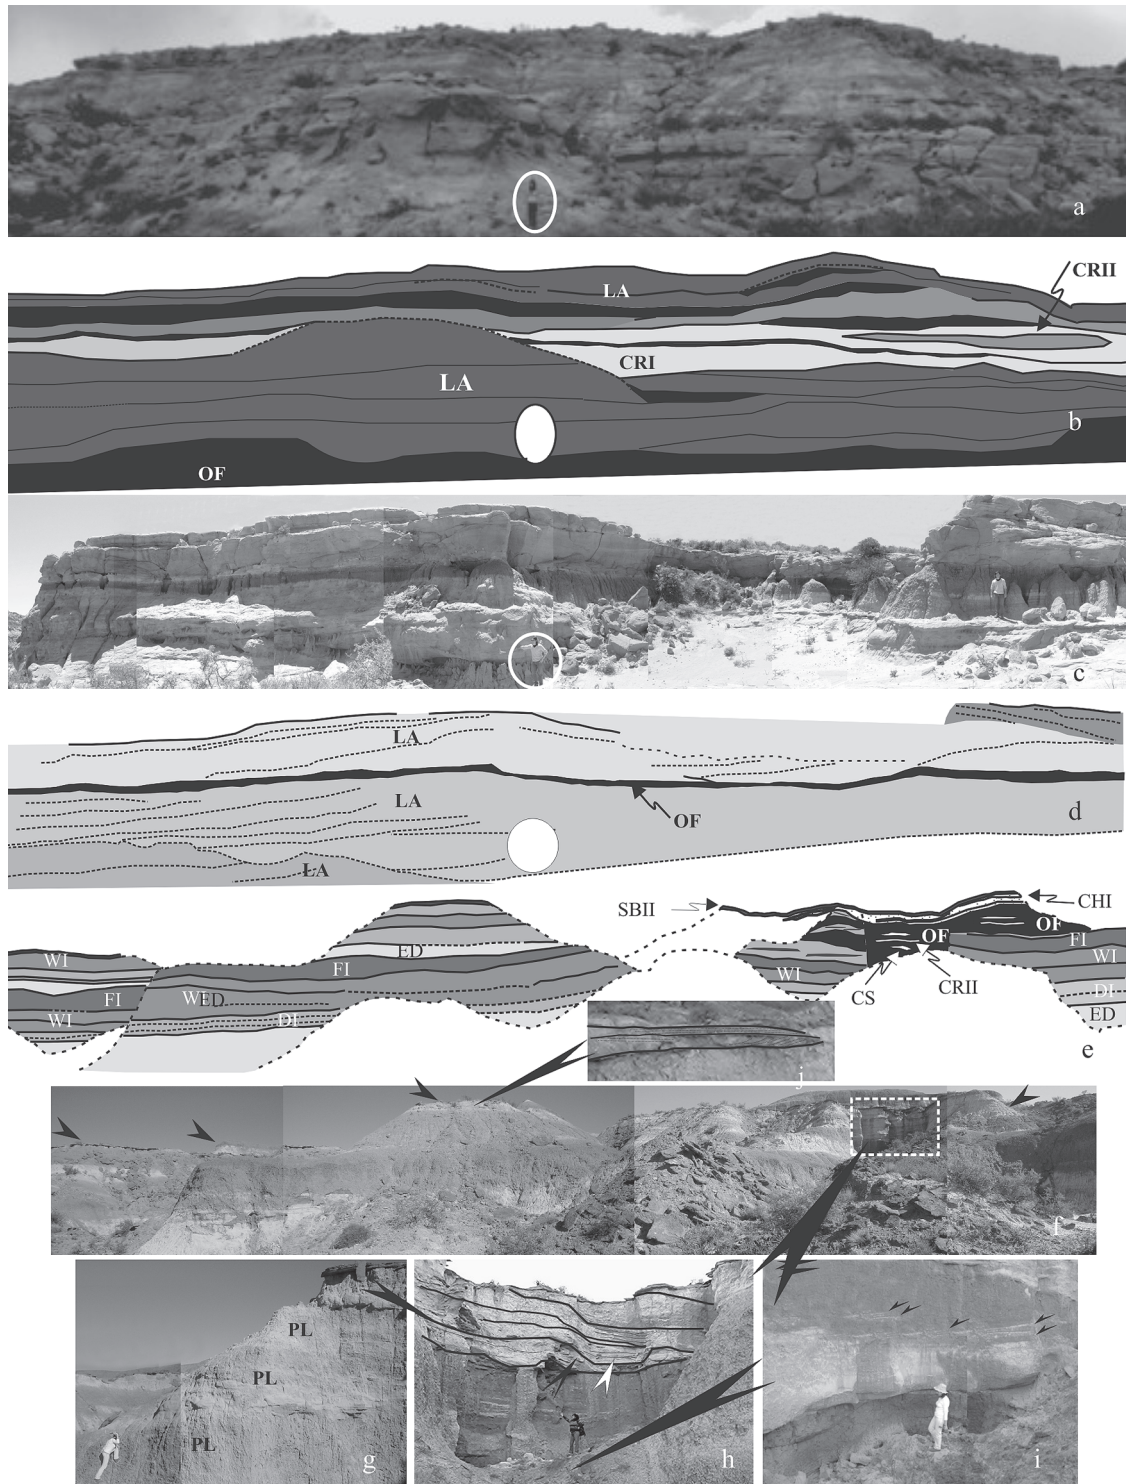 a
CRII
LA
CRI
LA
b
OF
c
LA
LA
d
OF
LA
SBII
CHI
OF
OF
ED
FI
WI
FI
WI
WI
DI
FI
W
ED
CS
CRII
WI
DI
ED
e
j
f
PL
PL
PL
g
h
i